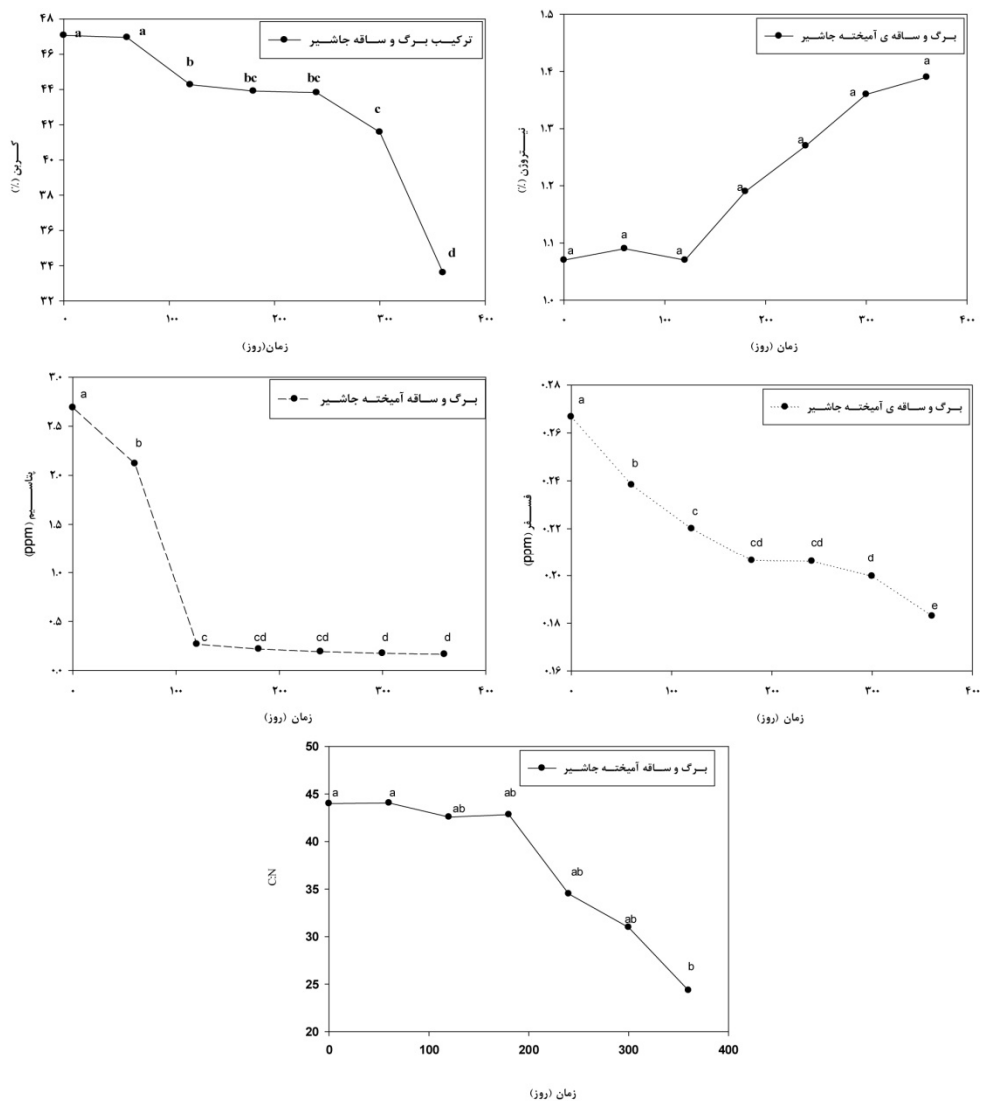 ۴۸
۴۶
۴۴
۴۲
۴۰
۳۸
۳۶
۳۴
۳۲
کربن (٪)
ترکیب برگ و ساقه جاشیر
a
a
b
bc
bc
c
d
۰
۱۰۰
۲۰۰
۳۰۰
۴۰۰
زمان(روز)
۱.۵
۱.۴
۱.۳
۱.۲
۱.۱
۱.۰
نیتروژن (٪)
برگ و ساقه ی آمیخته جاشیر
a
a
a
a
a
a
a
۰
۱۰۰
۲۰۰
۳۰۰
۴۰۰
زمان (روز)
۳.۰
۲.۵
۲.۰
۱.۵
۱.۰
۰.۵
۰.۰
پتاسیم (ppm)
برگ و ساقه آمیخته جاشیر
a
b
c
cd
cd
d
d
۰
۱۰۰
۲۰۰
۳۰۰
۴۰۰
زمان (روز)
۰.۲۸
۰.۲۶
۰.۲۴
۰.۲۲
۰.۲۰
۰.۱۸
۰.۱۶
فسفر (ppm)
برگ و ساقه ی آمیخته جاشیر
a
b
c
cd
cd
d
e
۰
۱۰۰
۲۰۰
۳۰۰
۴۰۰
زمان (روز)
50
45
40
35
30
25
20
C:N
برگ و ساقه آمیخته جاشیر
a
a
ab
ab
ab
ab
b
0
100
200
300
400
زمان (روز)